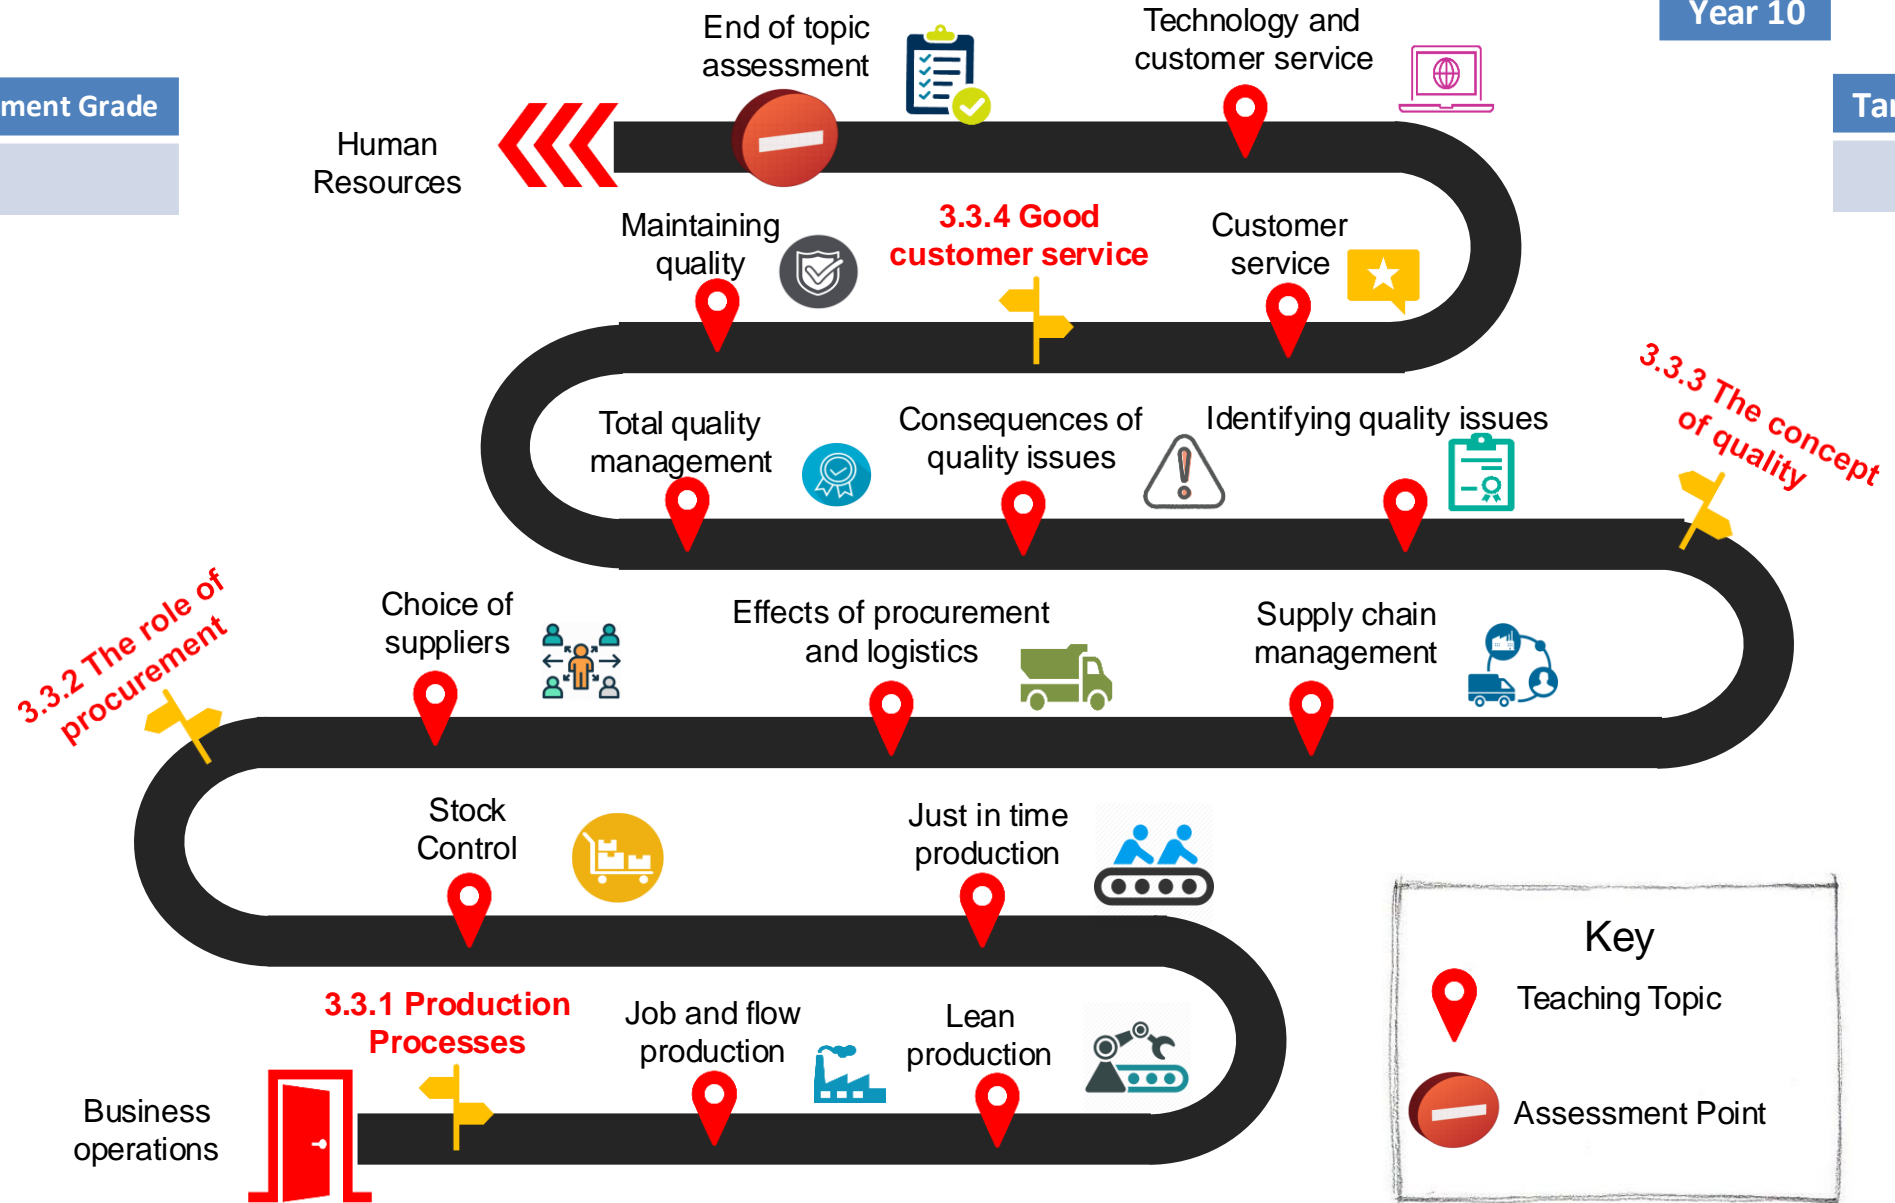 Year 10
ment Grade
Tar
End of topic
assessment
Technology and
customer service
Human
Resources
Maintaining
quality
3.3.4 Good
customer service
Customer
service
3.3.3 The concept
of quality
Total quality
management
Consequences of
quality issues
Identifying quality issues
3.3.2 The role of
procurement
Choice of
suppliers
Effects of procurement
and logistics
Supply chain
management
Stock
Control
Just in time
production
3.3.1 Production
Processes
Job and flow
production
Lean
production
Business
operations
Key
Teaching Topic
Assessment Point